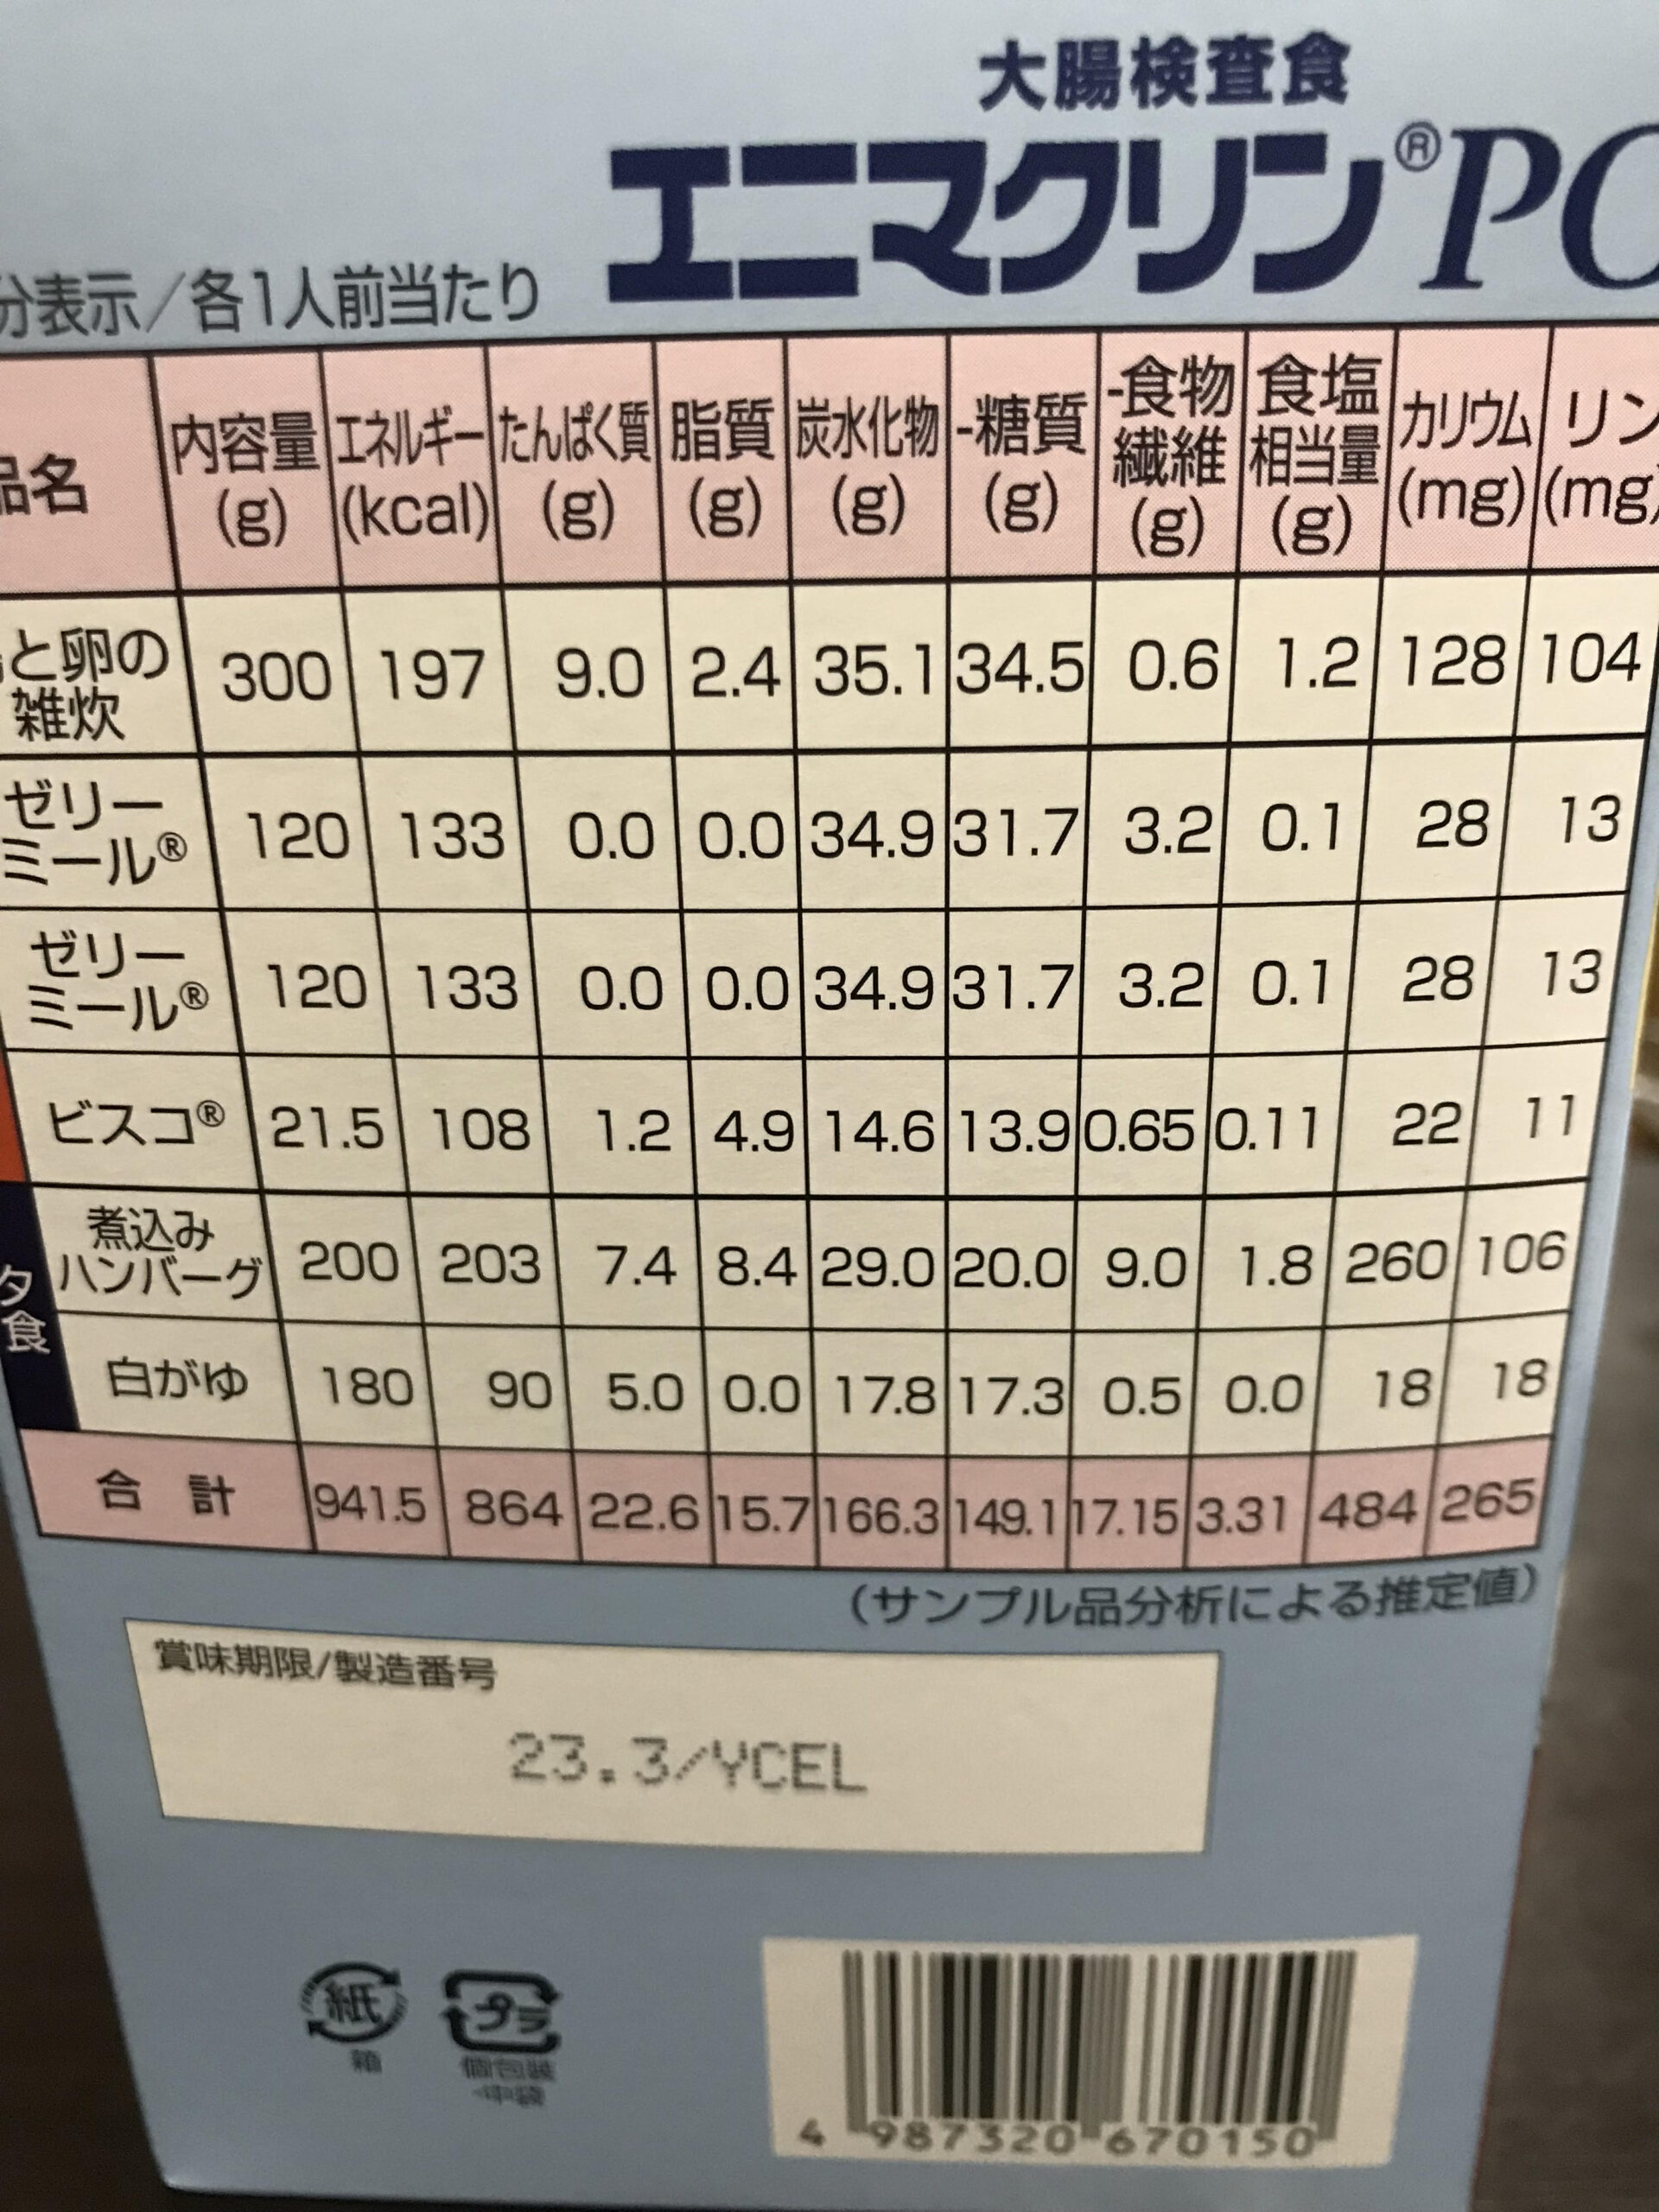 大腸検査食
エニマクリン®PO
分表示/各1人前当たり
品名 内容量(g) エネルギー(kcal) たんぱく質(g) 脂質(g) 炭水化物(g) -糖質(g) -食物繊維(g) 食塩相当量(g) カリウム(mg) リン(mg)
と卵の雑炊 300 197 9.0 2.4 35.1 34.5 0.6 1.2 128 104
ゼリーミール® 120 133 0.0 0.0 34.9 31.7 3.2 0.1 28 13
ゼリーミール® 120 133 0.0 0.0 34.9 31.7 3.2 0.1 28 13
ビスコ® 21.5 108 1.2 4.9 14.6 13.9 0.65 0.11 22 11
夕食 煮込みハンバーグ 200 203 7.4 8.4 29.0 20.0 9.0 1.8 260 106
白がゆ 180 90 5.0 0.0 17.8 17.3 0.5 0.0 18 18
合計 941.5 864 22.6 15.7 166.3 149.1 17.15 3.31 484 265
(サンプル品分析による推定値)
賞味期限/製造番号
23.3/YCEL
紙
箱
プラ
個包装
・中袋
4 987320 670150